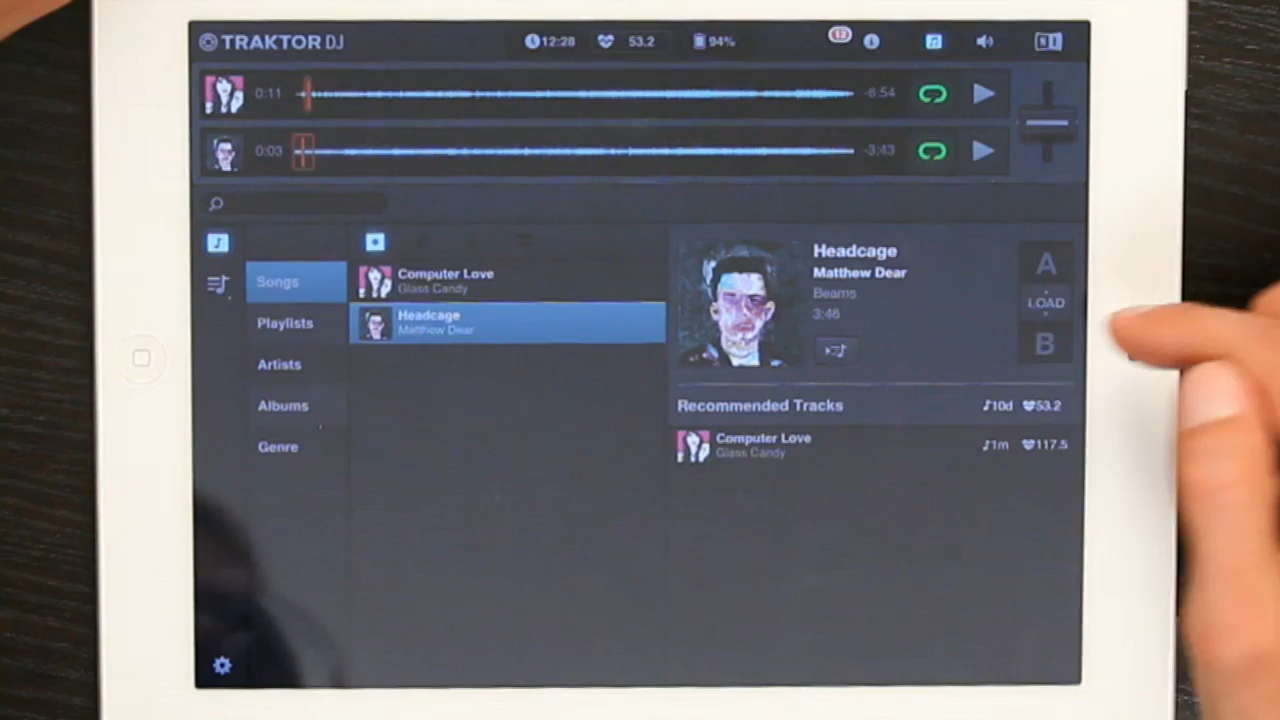 TRAKTOR DJ
12:28
53.2
94%
12
0:11
-6:54
0:03
-3:43
Songs
Playlists
Artists
Albums
Genre
Computer Love
Glass Candy
Headcage
Matthew Dear
Headcage
Matthew Dear
Beams
3:46
A
LOAD
B
Recommended Tracks
10d
53.2
Computer Love
Glass Candy
1m
117.5